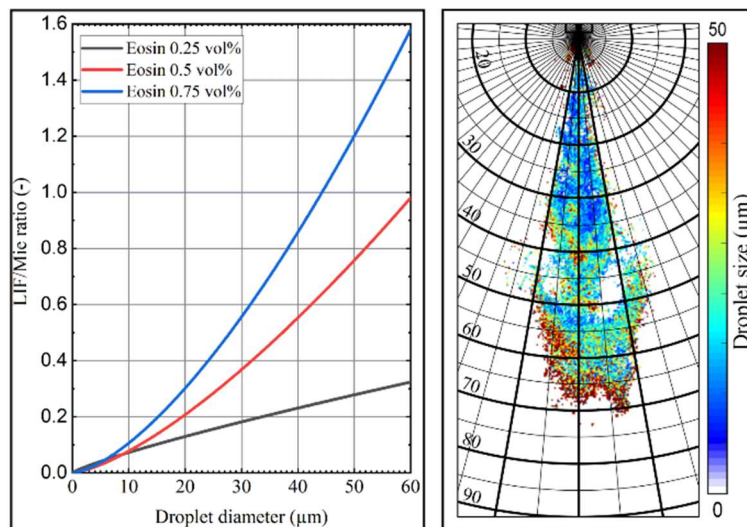 1.6
1.4
1.2
1.0
0.8
0.6
0.4
0.2
0.0
LIF/Mic ratio (-)
Eosin 0.25 vol%
Eosin 0.5 vol%
Eosin 0.75 vol%
0 10 20 30 40 50 60
Droplet diameter (µm)
20
30
40
50
60
70
80
90
50
Droplet size (µm)
0